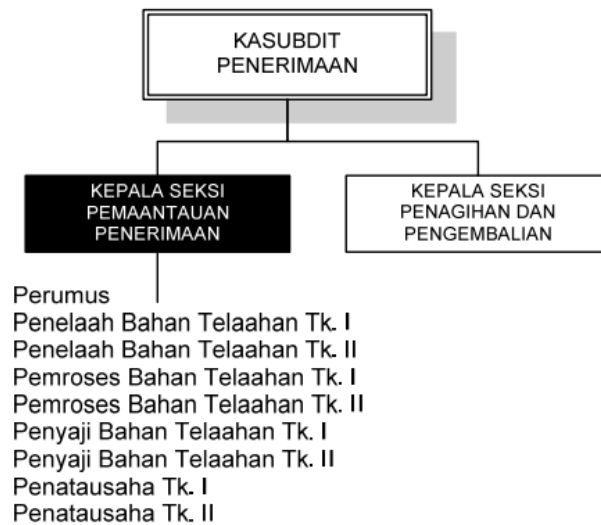 KASUBDIT
PENERIMAAN
KEPALA SEKSI
PEMAANTAUAN
PENERIMAAN
KEPALA SEKSI
PENAGIHAN DAN
PENGEMBALIAN
Perumus
Penelaah Bahan Telaahan Tk. I
Penelaah Bahan Telaahan Tk. II
Pemroses Bahan Telaahan Tk. I
Pemroses Bahan Telaahan Tk. II
Penyaji Bahan Telaahan Tk. I
Penyaji Bahan Telaahan Tk. II
Penatausaha Tk. I
Penatausaha Tk. II